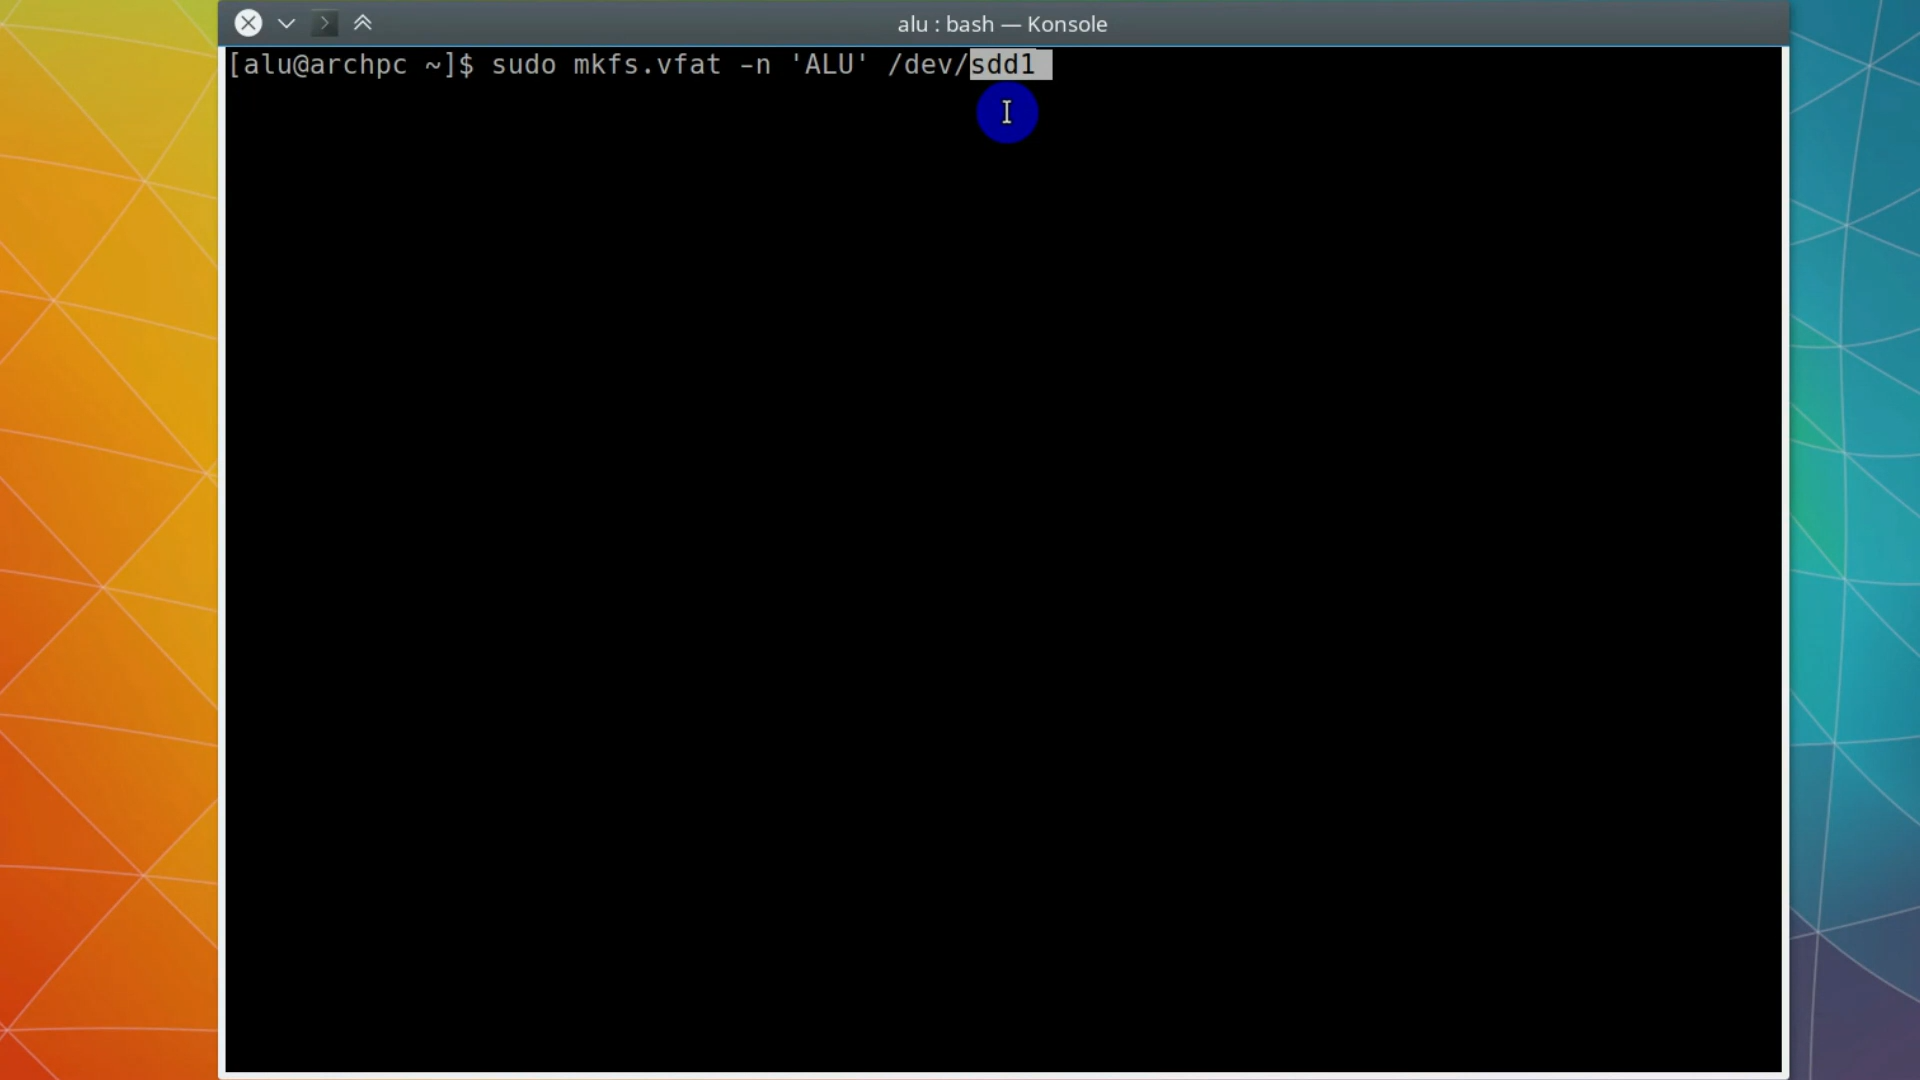 alu : bash — Konsole
[alu@archpc ~]$ sudo mkfs.vfat -n 'ALU' /dev/sdd1